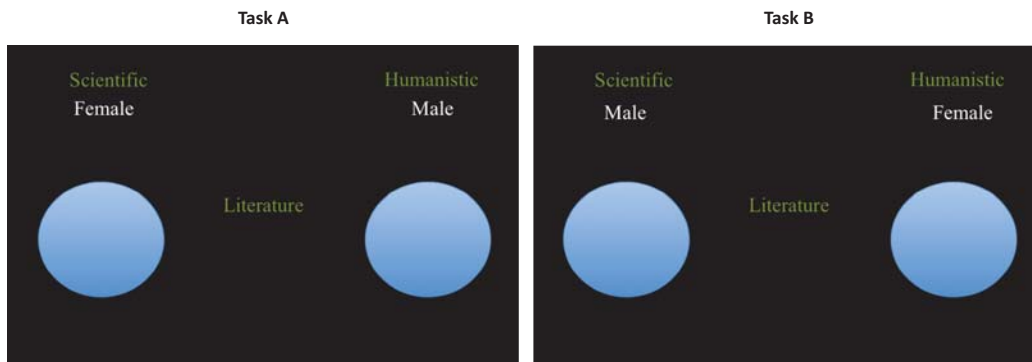 Task A
Scientific
Humanistic
Female
Male
Literature
Task B
Scientific
Humanistic
Male
Female
Literature